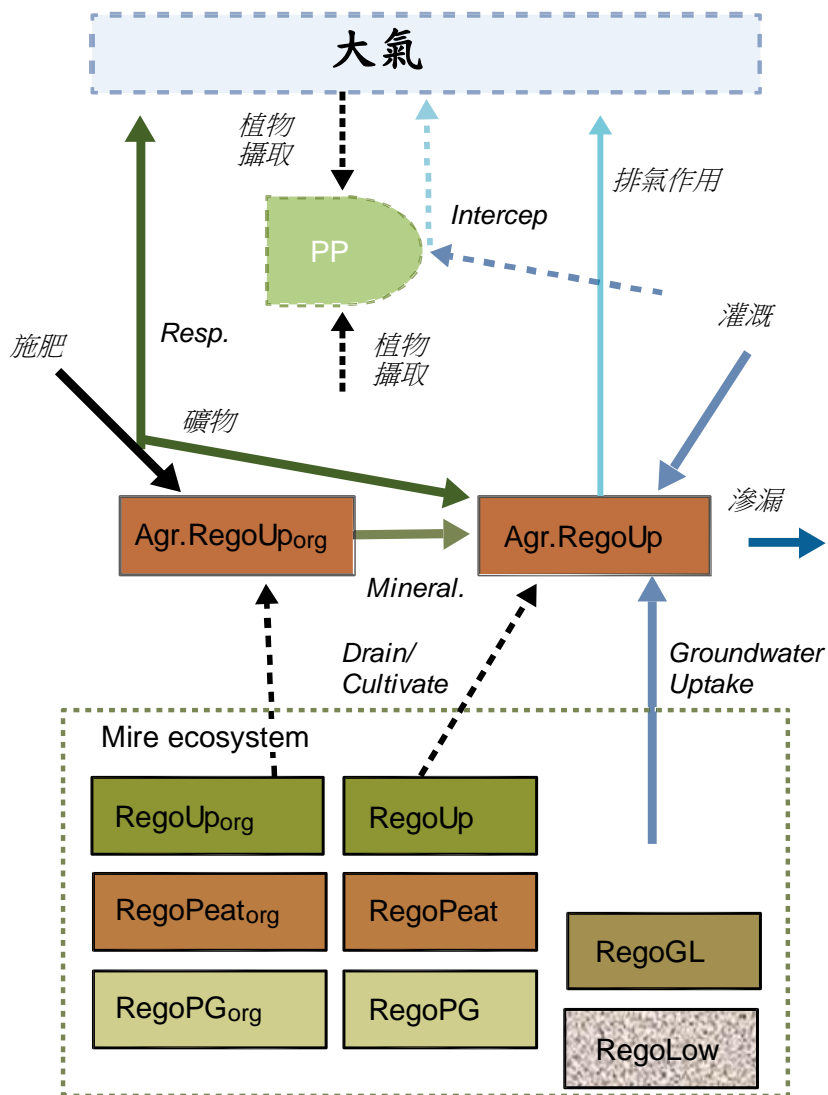 大氣
植物
攝取
排氣作用
Intercep
PP
灌溉
施肥
Resp.
植物
攝取
礦物
滲漏
Agr.RegoUporg
Agr.RegoUp
Mineral.
Drain/
Cultivate
Groundwater
Uptake
Mire ecosystem
RegoUporg
RegoUp
RegoPeatorg
RegoPeat
RegoGL
RegoPGorg
RegoPG
RegoLow